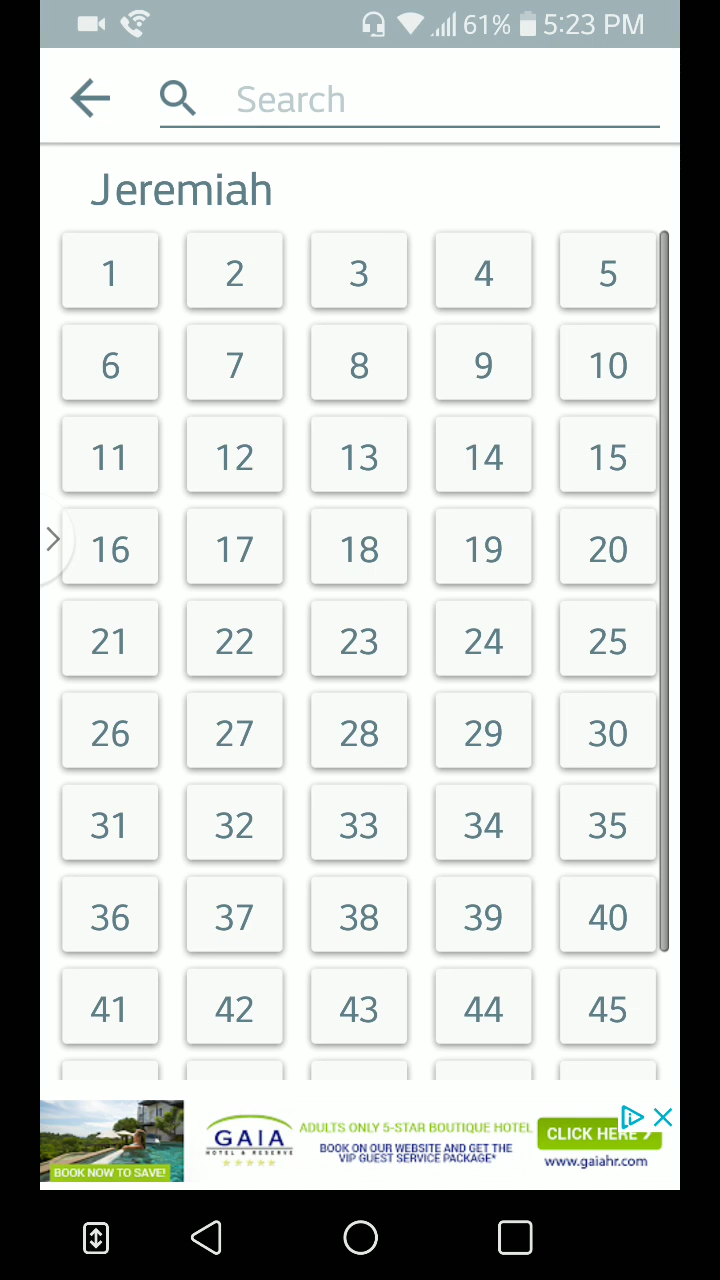 61% 5:23 PM
Search
Jeremiah
1 2 3 4 5
6 7 8 9 10
11 12 13 14 15
16 17 18 19 20
21 22 23 24 25
26 27 28 29 30
31 32 33 34 35
36 37 38 39 40
41 42 43 44 45
BOOK NOW TO SAVE!
GAIA
HOTEL & RESERVE
ADULTS ONLY 5-STAR BOUTIQUE HOTEL
BOOK ON OUR WEBSITE AND GET THE
VIP GUEST SERVICE PACKAGE*
CLICK HERE
www.gaiahr.com